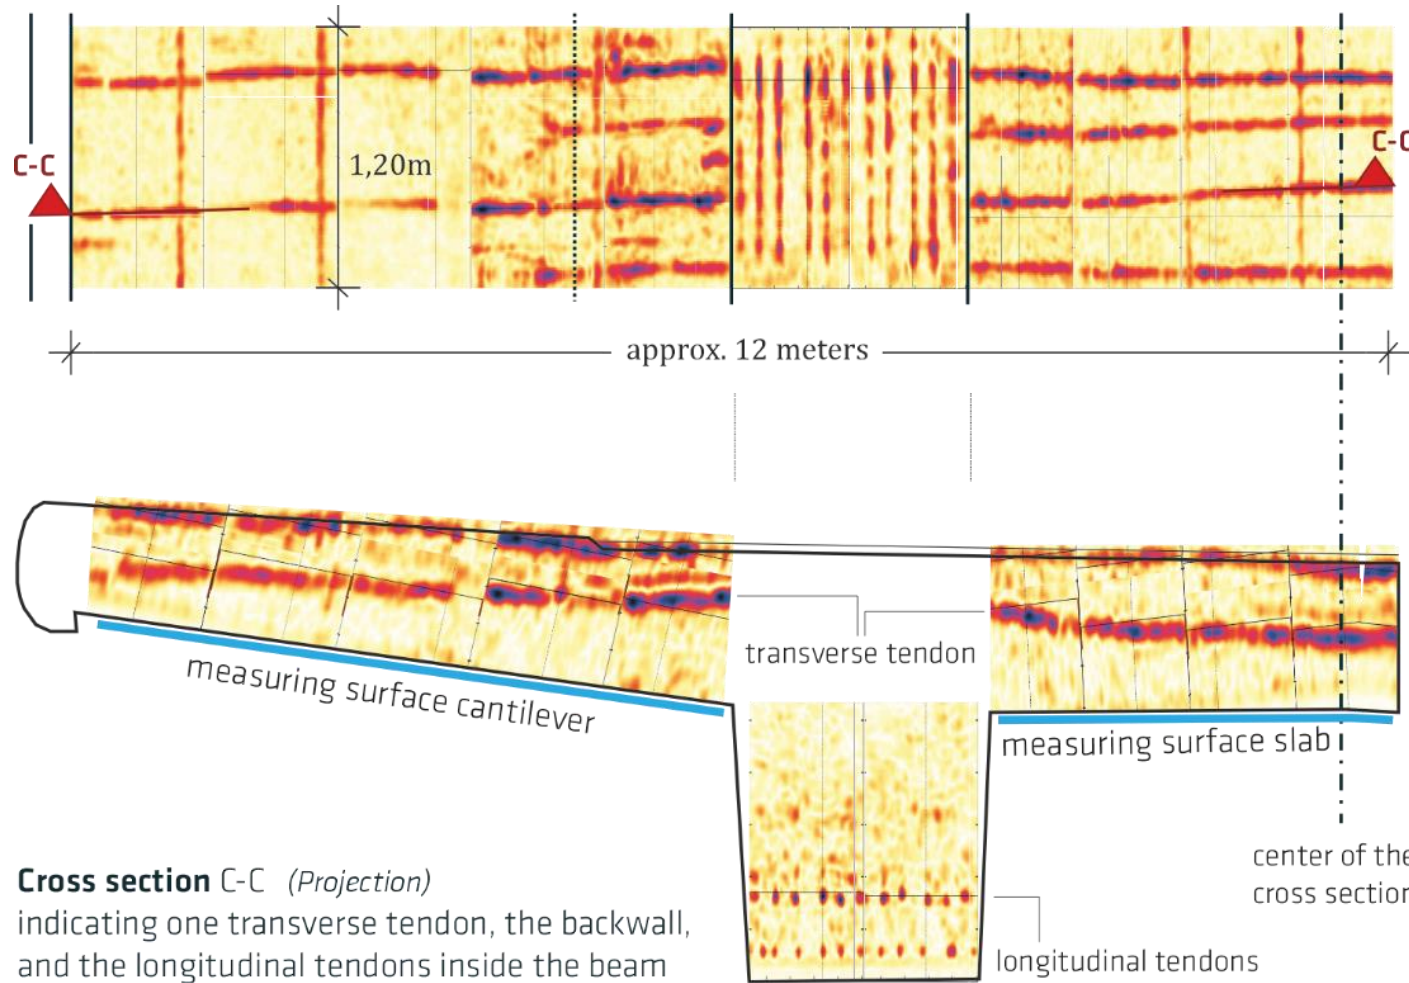 C-C
1,20m
C-C
approx. 12 meters
transverse tendon
measuring surface cantilever
measuring surface slab
center of the
cross section
Cross section C-C (Projection)
indicating one transverse tendon, the backwall,
and the longitudinal tendons inside the beam
longitudinal tendons